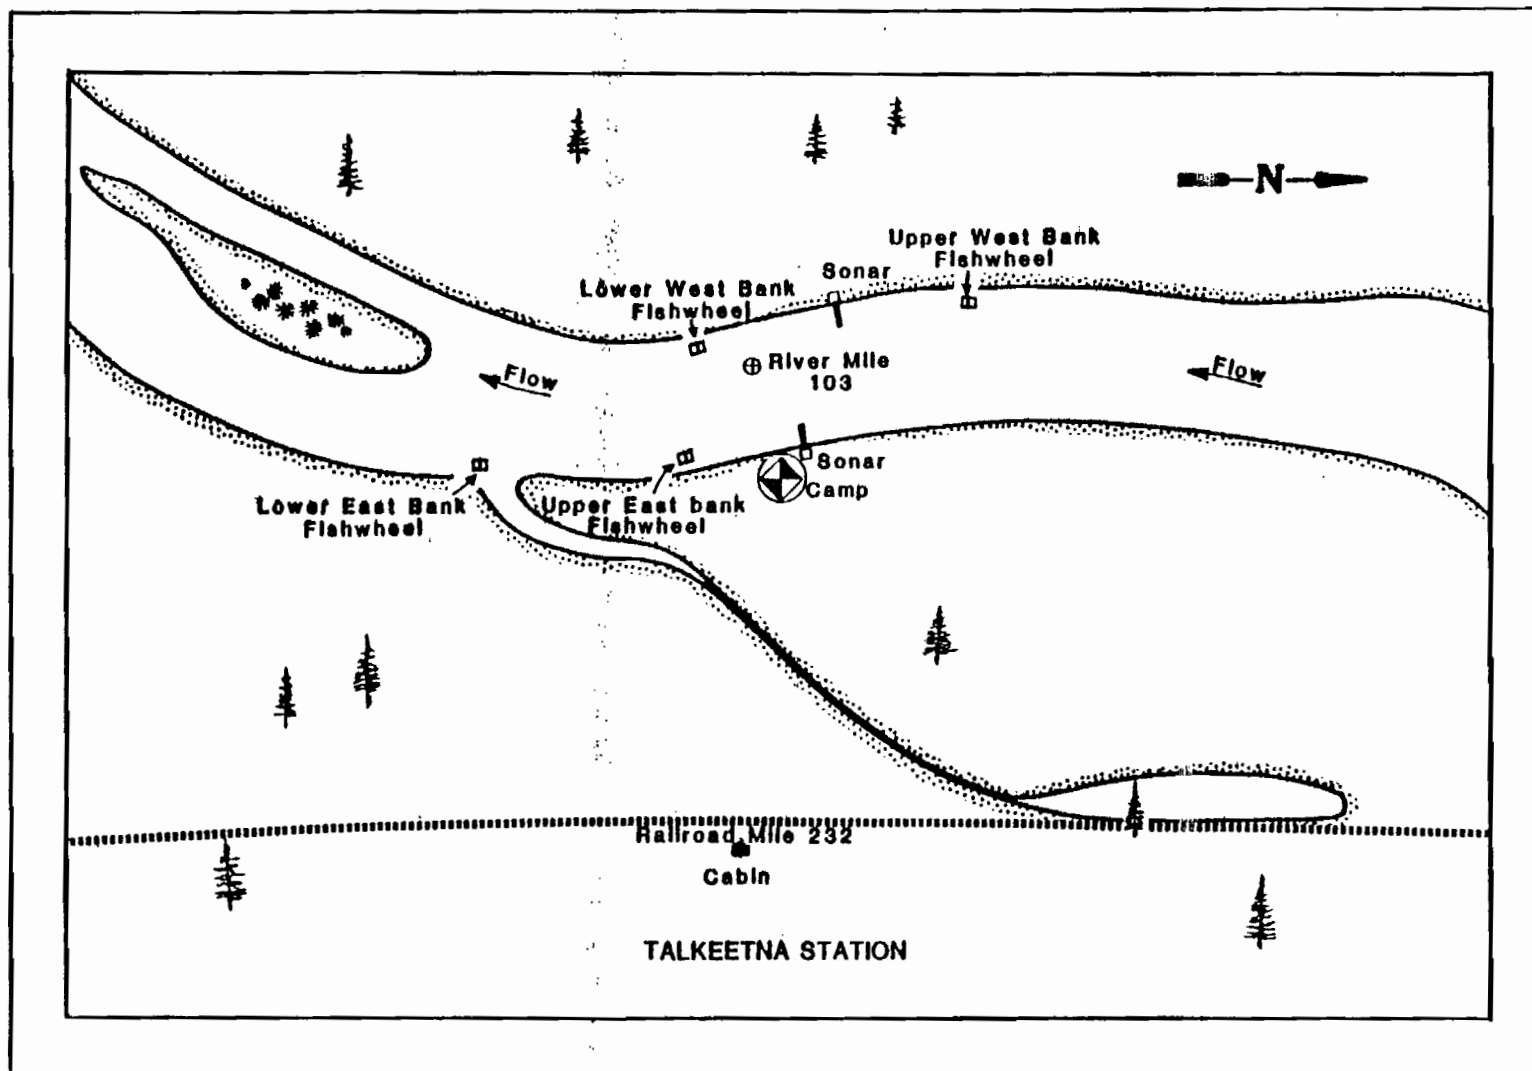 N
Upper West Bank
Fishwheel
Sonar
Lower West Bank
Fishwheel
River Mile
103
Flow
Flow
Sonar
Camp
Lower East Bank
Fishwheel
Upper East bank
Fishwheel
Railroad Mile 232
Cabin
TALKEETNA STATION